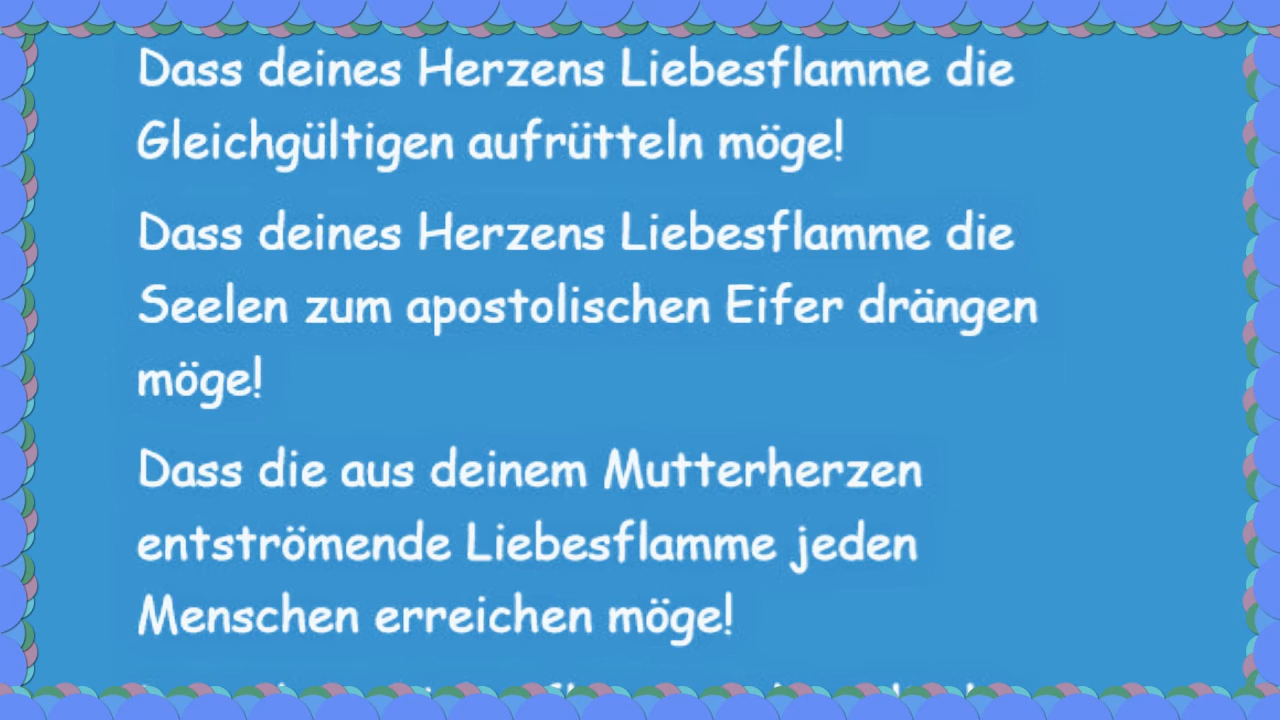 Dass deines Herzens Liebesflamme die
Gleichgültigen aufrütteln möge!
Dass deines Herzens Liebesflamme die
Seelen zum apostolischen Eifer drängen
möge!
Dass die aus deinem Mutterherzen
entströmende Liebesflamme jeden
Menschen erreichen möge!